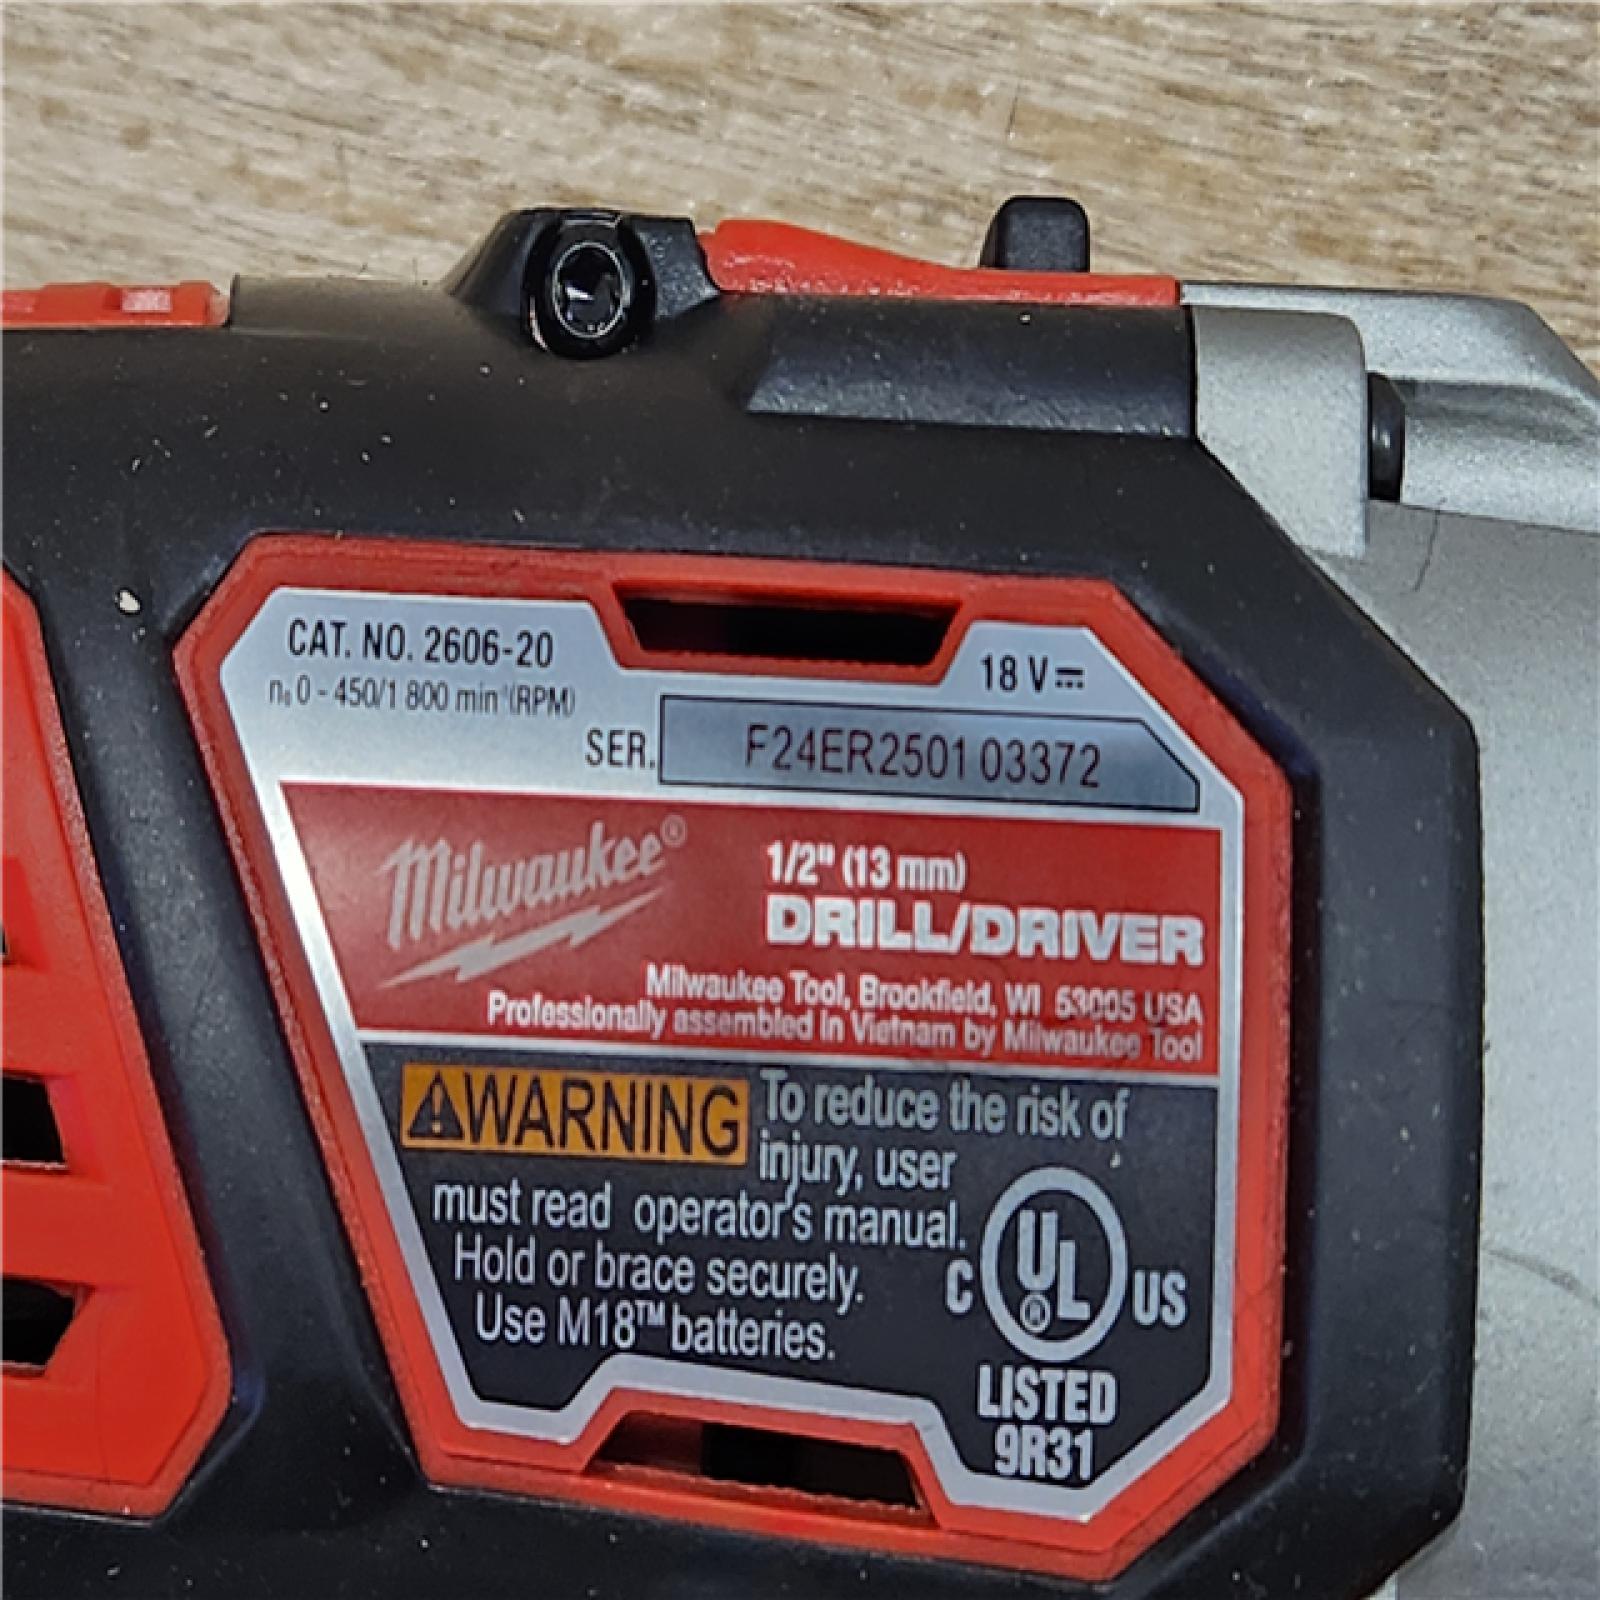 CAT. NO. 2606-20
18 V⎓
n₀ 0 - 450/1 800 min⁻¹(RPM)
SER. F24ER2501 03372
Milwaukee®
1/2" (13 mm)
DRILL/DRIVER
Milwaukee Tool, Brookfield, WI 53005 USA
Professionally assembled in Vietnam by Milwaukee Tool
⚠WARNING To reduce the risk of
injury, user
must read operator's manual.
Hold or brace securely.
Use M18™ batteries.
C UL® US
LISTED
9R31